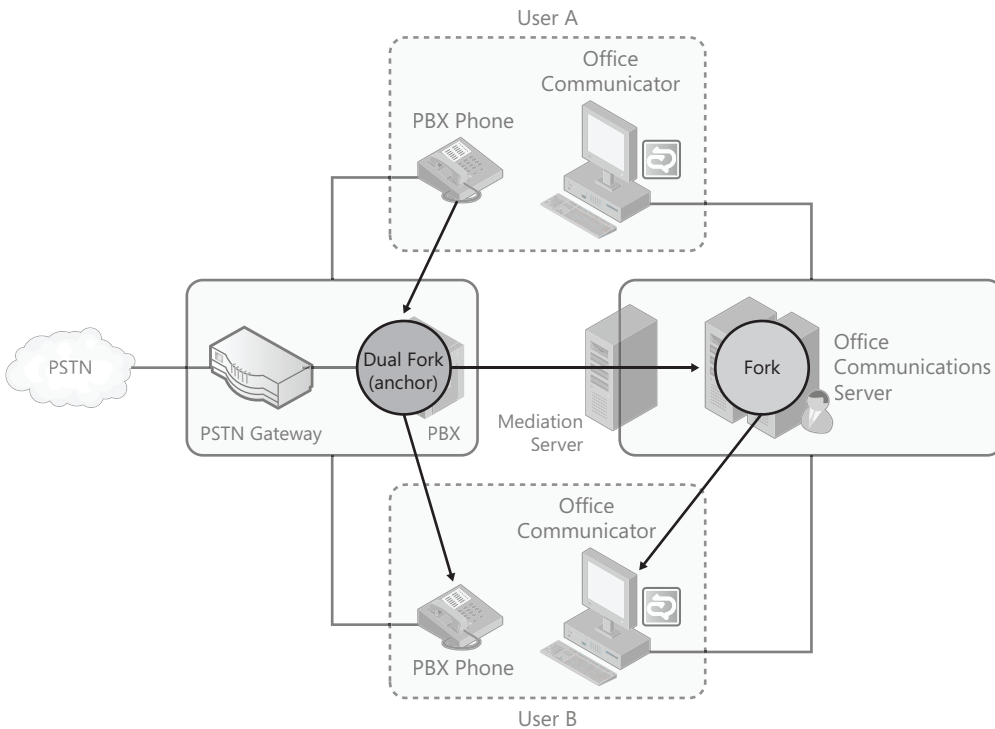 User A
Office
Communicator
PBX Phone
PSTN
Dual Fork
(anchor)
PSTN Gateway
PBX
Mediation
Server
Fork
Office
Communications
Server
Office
Communicator
PBX Phone
User B